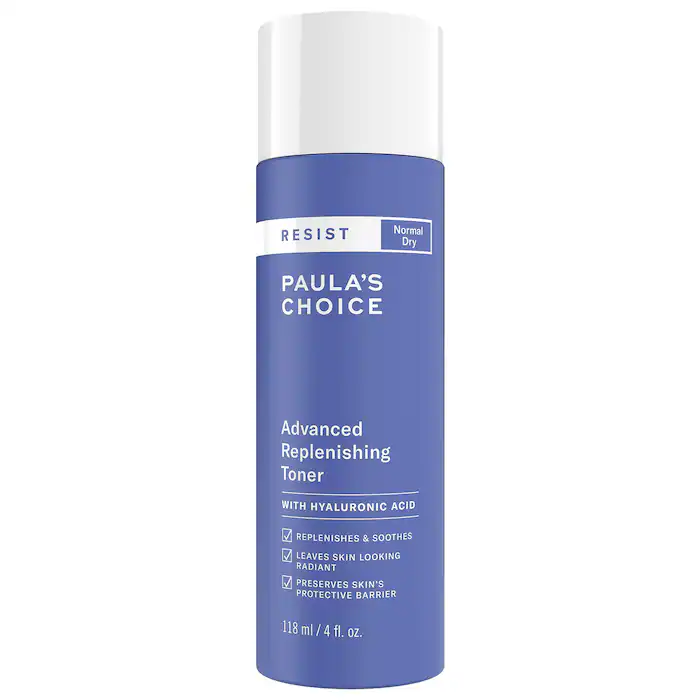 RESIST
Normal
Dry
PAULA'S
CHOICE
Advanced
Replenishing
Toner
WITH HYALURONIC ACID
REPLENISHES & SOOTHES
LEAVES SKIN LOOKING
RADIANT
PRESERVES SKIN'S
PROTECTIVE BARRIER
118 ml / 4 fl. oz.